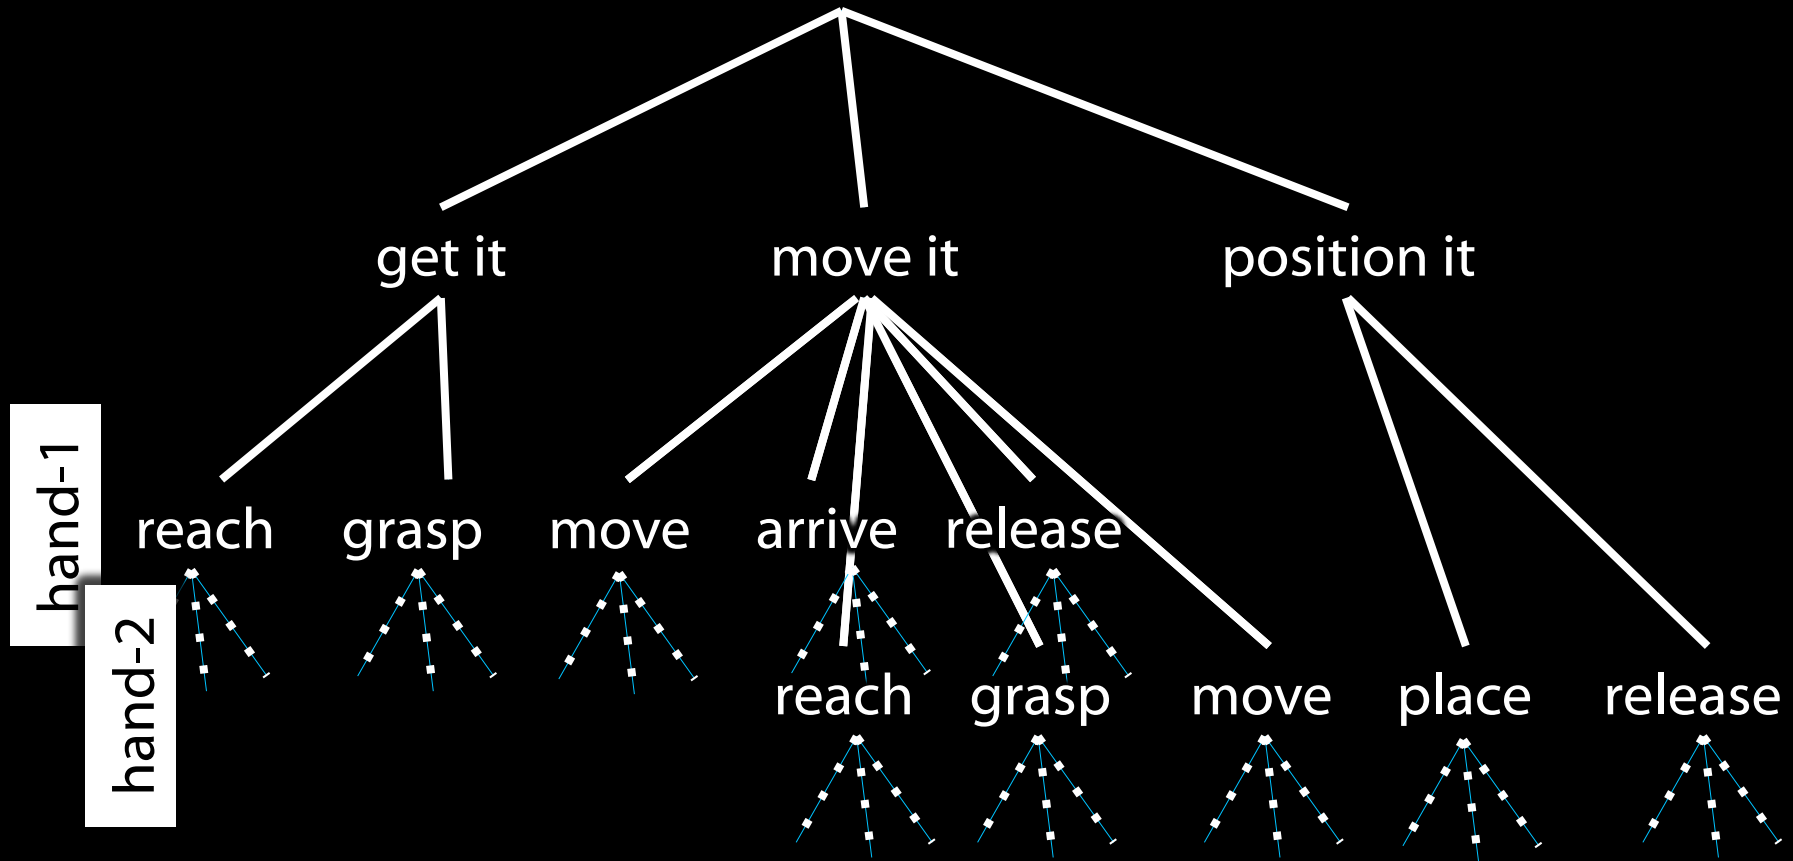 get it move it position it
hand-1
reach grasp move arrive release
hand-2
reach grasp move place release